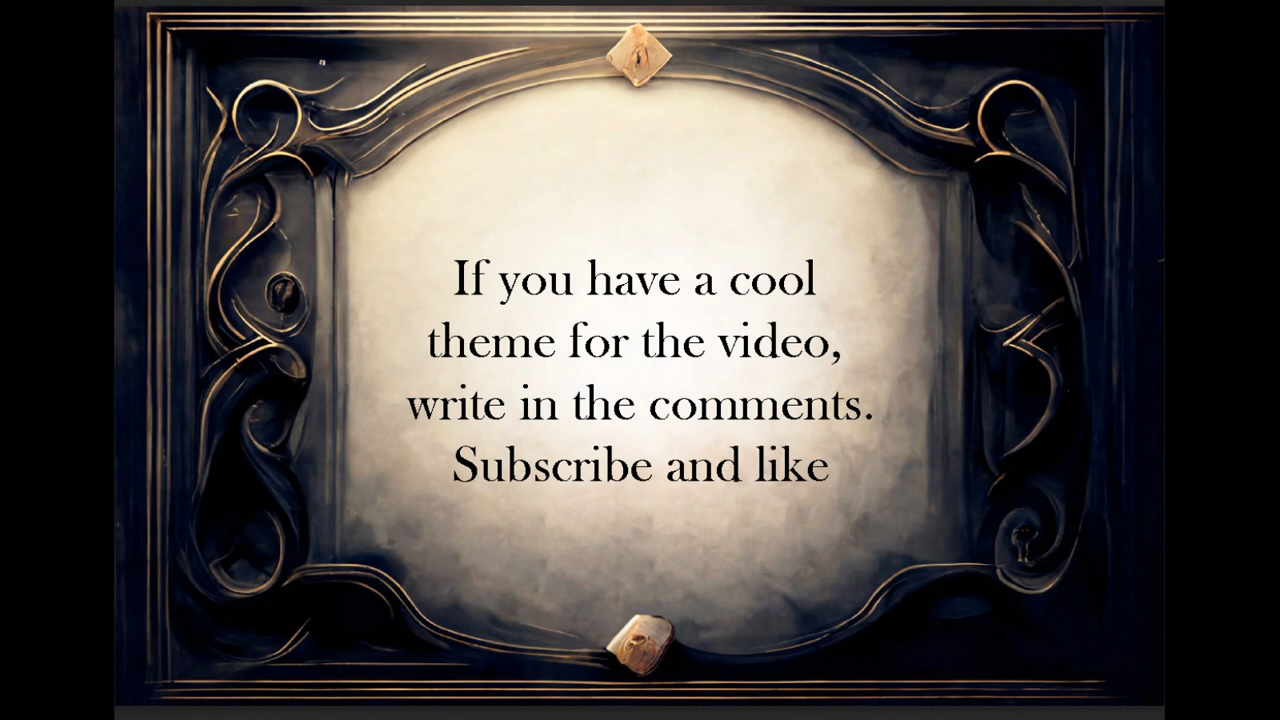 If you have a cool
theme for the video,
write in the comments.
Subscribe and like